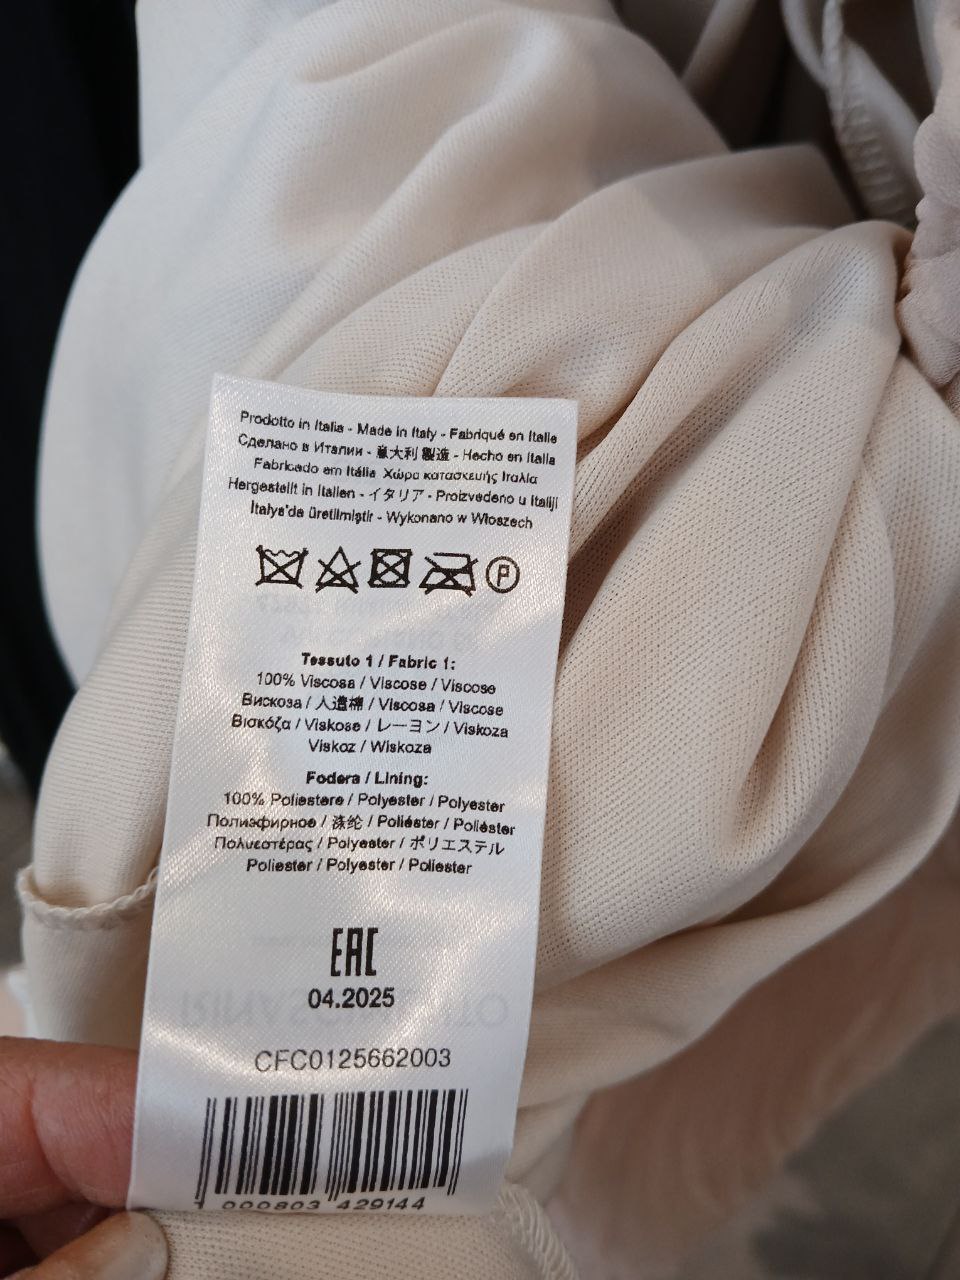 Prodotto in Italia - Made in Italy - Fabriqué en Italie
Сделано в Италии - 意大利 製造 - Hecho en Italia
Fabricado em Itália Χώρα κατασκευής Ιταλία
Hergestellt in Italien - イタリア - Proizvedeno u Italiji
İtalya'da üretilmiştir - Wykonano w Włoszech
P
Tessuto 1 / Fabric 1:
100% Viscosa / Viscose / Viscose
Вискоза / 人造棉 / Viscosa / Viscose
Βισκόζα / Viskose / レーヨン / Viskoza
Viskoz / Wiskoza
Fodera / Lining:
100% Poliestere / Polyester / Polyester
Полиэфирное / 涤纶 / Poliéster / Poliéster
Πολυεστέρας / Polyester / ポリエステル
Poliester / Polyester / Poliester
EAC
04.2025
CFC0125662003
1 000803 429144